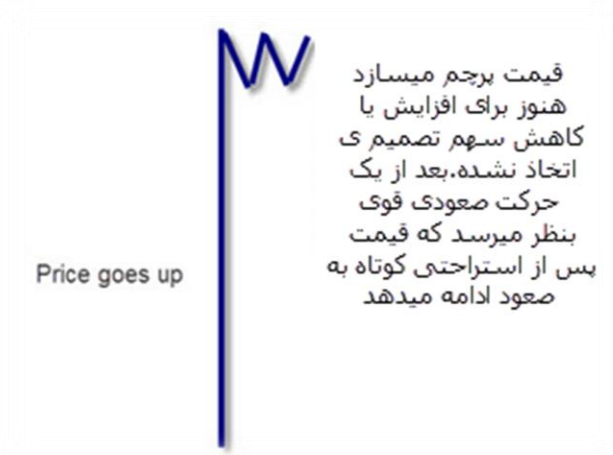 قیمت پرچم میسازد
هنوز برای افزایش یا
کاهش سهم تصمیم ی
اتخاذ نشده.بعد از یک
حرکت صعودی قوی
بنظر میرسد که قیمت
پس از استراحتی کوتاه به
صعود ادامه میدهد
Price goes up